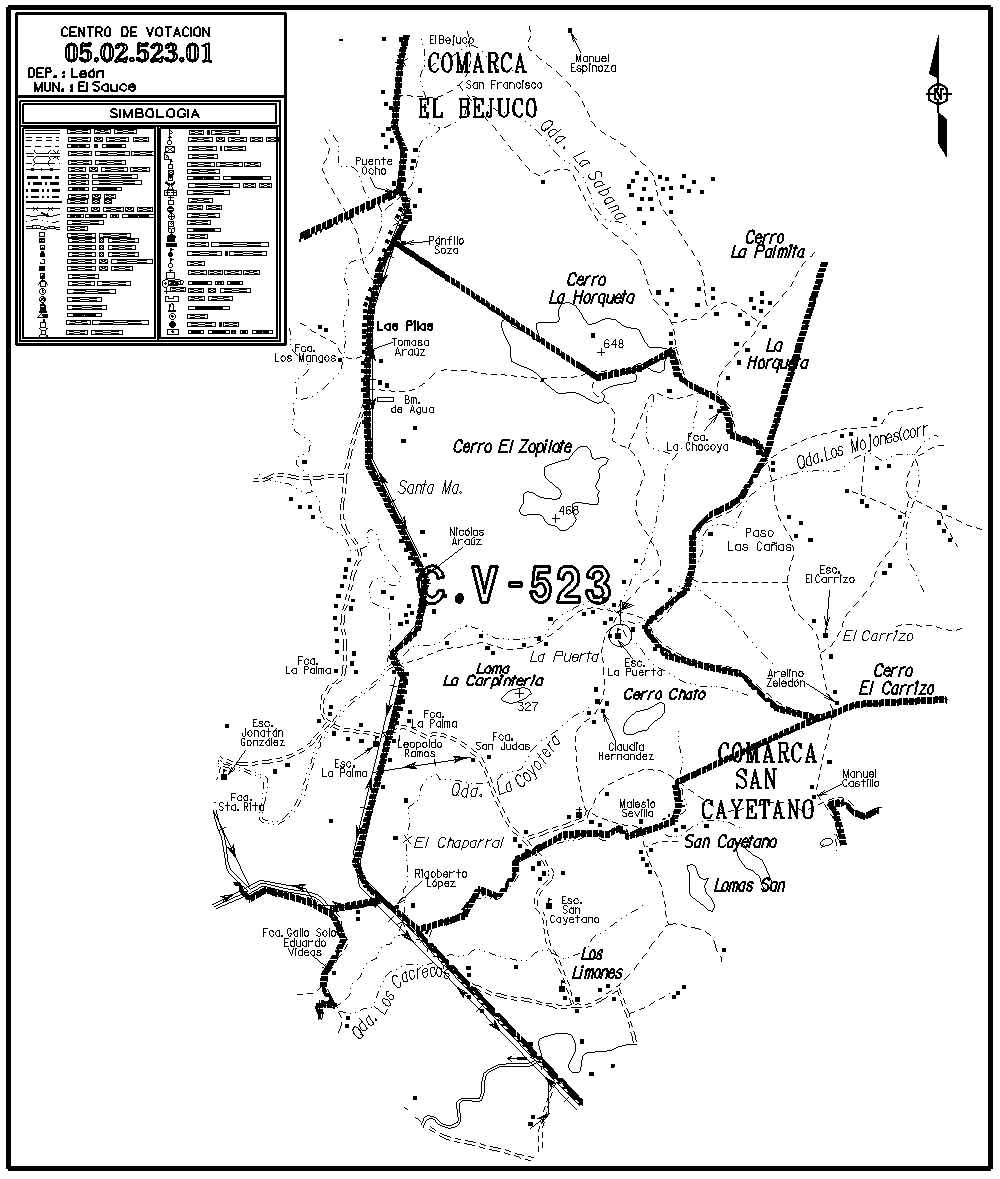 CENTRO DE VOTACION
05.02.523.01
DEP.: León
MUN.: El Sauce
SIMBOLOGIA
El Bejuco
COMARCA
San Francisco
EL BEJUCO
Manuel
Espinoza
N
Qda. La Sabana
Puente
Ocho
Pánfilo
Soza
Cerro
La Palmita
Cerro
La Horqueta
Las Pilas
Tomasa
Araúz
648
La
Horqueta
Fca.
Los Mangos
Bm.
de Agua
Fca.
La Chocoya
Cerro El Zopilote
Qda. Los Mojones(corr
Santa Ma.
468
Nicolas
Araúz
Paso
Las Cañas
C.V-523
Esc.
El Carrizo
El Carrizo
La Puerta
Esc.
La Puerta
Fca.
La Palma
Loma
La Carpinteria
327
Cerro Chato
Arelino
Zeledón
Cerro
El Carrizo
Fca.
La Palma
Esc.
Jonatán
González
Leopoldo
Ramos
Fca.
San Judas
Claudia
Hernandez
Esc.
La Palma
Qda. La Coyotera
COMARCA
SAN
CAYETANO
Manuel
Castillo
Fca.
Sta. Rita
Malesio
Sevilla
El Chaparral
San Cayetano
Rigoberto
López
Lomas San
Esc.
San
Cayetano
Fca. Gallo Solo
Eduardo
Videas
Los
Limones
Qda. Los Cacrecos